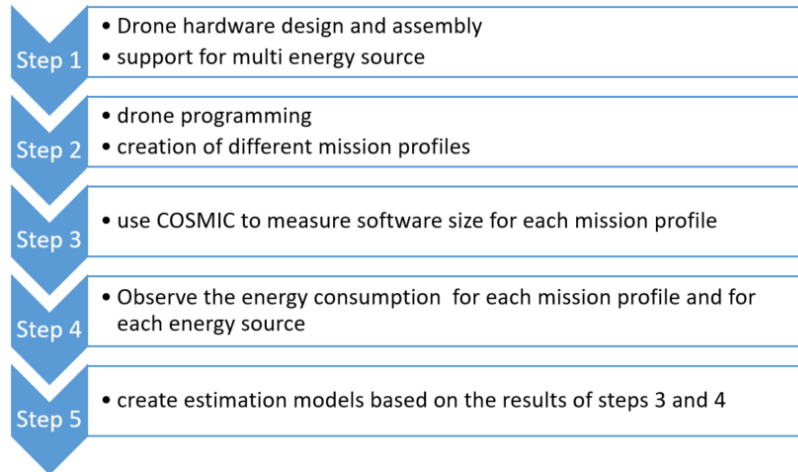 Step 1
• Drone hardware design and assembly
• support for multi energy source
Step 2
• drone programming
• creation of different mission profiles
Step 3
• use COSMIC to measure software size for each mission profile
Step 4
• Observe the energy consumption  for each mission profile and for
each energy source
Step 5
• create estimation models based on the results of steps 3 and 4